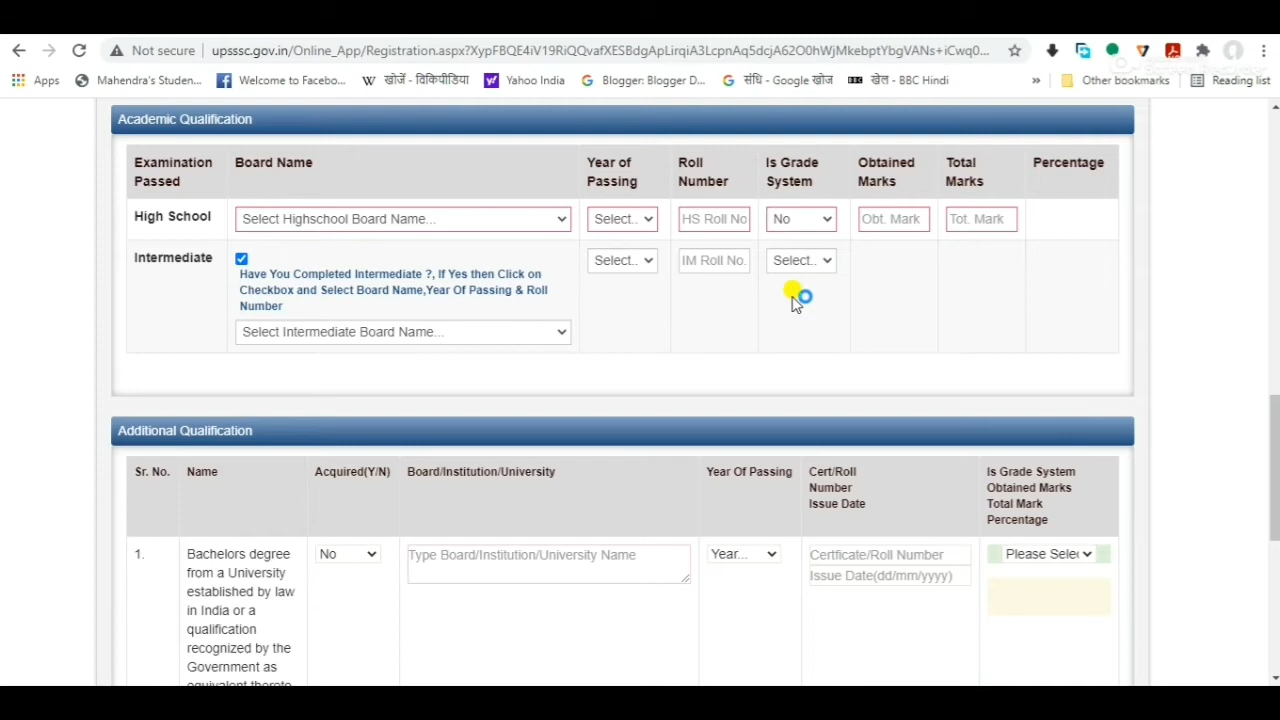 Not secure upsssc.gov.in/Online_App/Registration.aspx?XypFBQE4iV19RiQQvafXESBdgApLirqiA3LcpnAq5dcjA62O0hWjMkebptYbgVANs+iCwq0...
Apps Mahendra's Studen... Welcome to Facebo... खोजें - विकिपीडिया Yahoo India Blogger: Blogger D... संधि - Google खोज BBC खेल - BBC Hindi » Other bookmarks Reading list
Academic Qualification
Examination Passed Board Name Year of Passing Roll Number Is Grade System Obtained Marks Total Marks Percentage
High School Select Highschool Board Name... Select.. HS Roll No No Obt. Mark Tot. Mark
Intermediate Select.. IM Roll No. Select..
Have You Completed Intermediate ?, If Yes then Click on
Checkbox and Select Board Name,Year Of Passing & Roll
Number
Select Intermediate Board Name...
Additional Qualification
Sr. No. Name Acquired(Y/N) Board/Institution/University Year Of Passing Cert/Roll Number Issue Date Is Grade System Obtained Marks Total Mark Percentage
1. Bachelors degree No Type Board/Institution/University Name Year... Certficate/Roll Number Please Selec
from a University Issue Date(dd/mm/yyyy)
established by law
in India or a
qualification
recognized by the
Government as
equivalent thereto